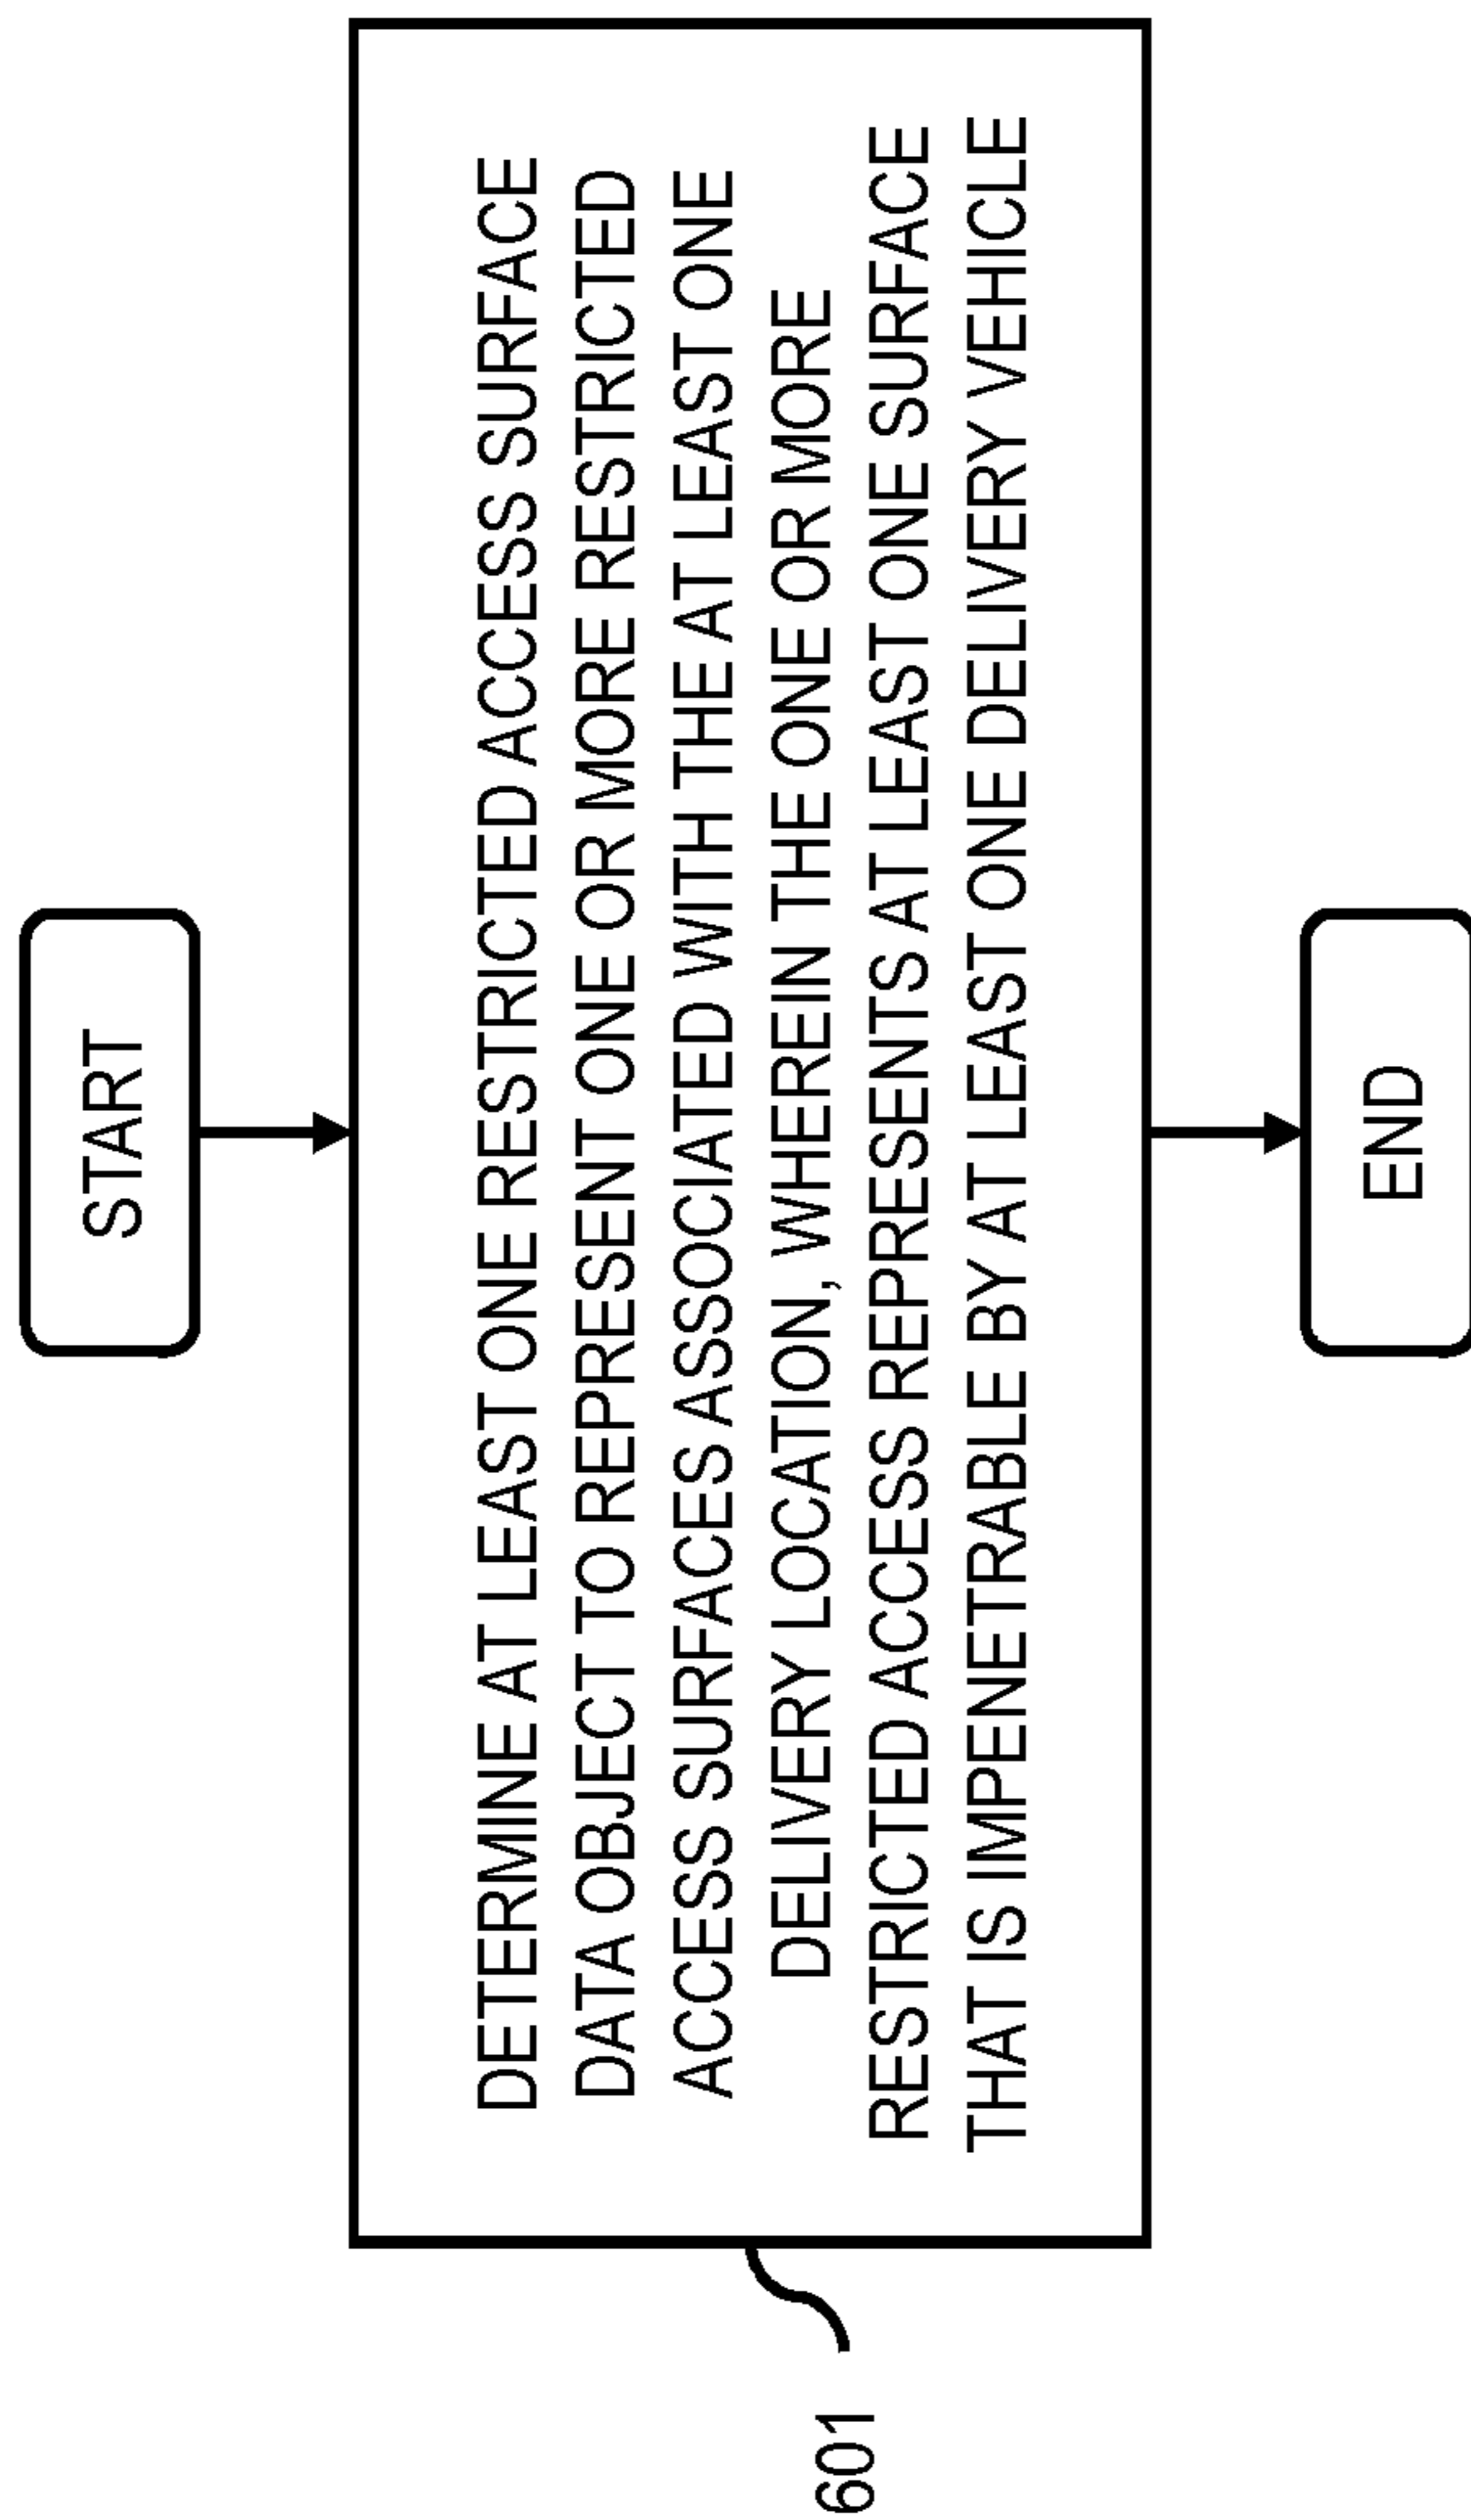 START
DETERMINE AT LEAST ONE RESTRICTED ACCESS SURFACE
DATA OBJECT TO REPRESENT ONE OR MORE RESTRICTED
ACCESS SURFACES ASSOCIATED WITH THE AT LEAST ONE
DELIVERY LOCATION, WHEREIN THE ONE OR MORE
RESTRICTED ACCESS REPRESENTS AT LEAST ONE SURFACE
THAT IS IMPENETRABLE BY AT LEAST ONE DELIVERY VEHICLE
601
END